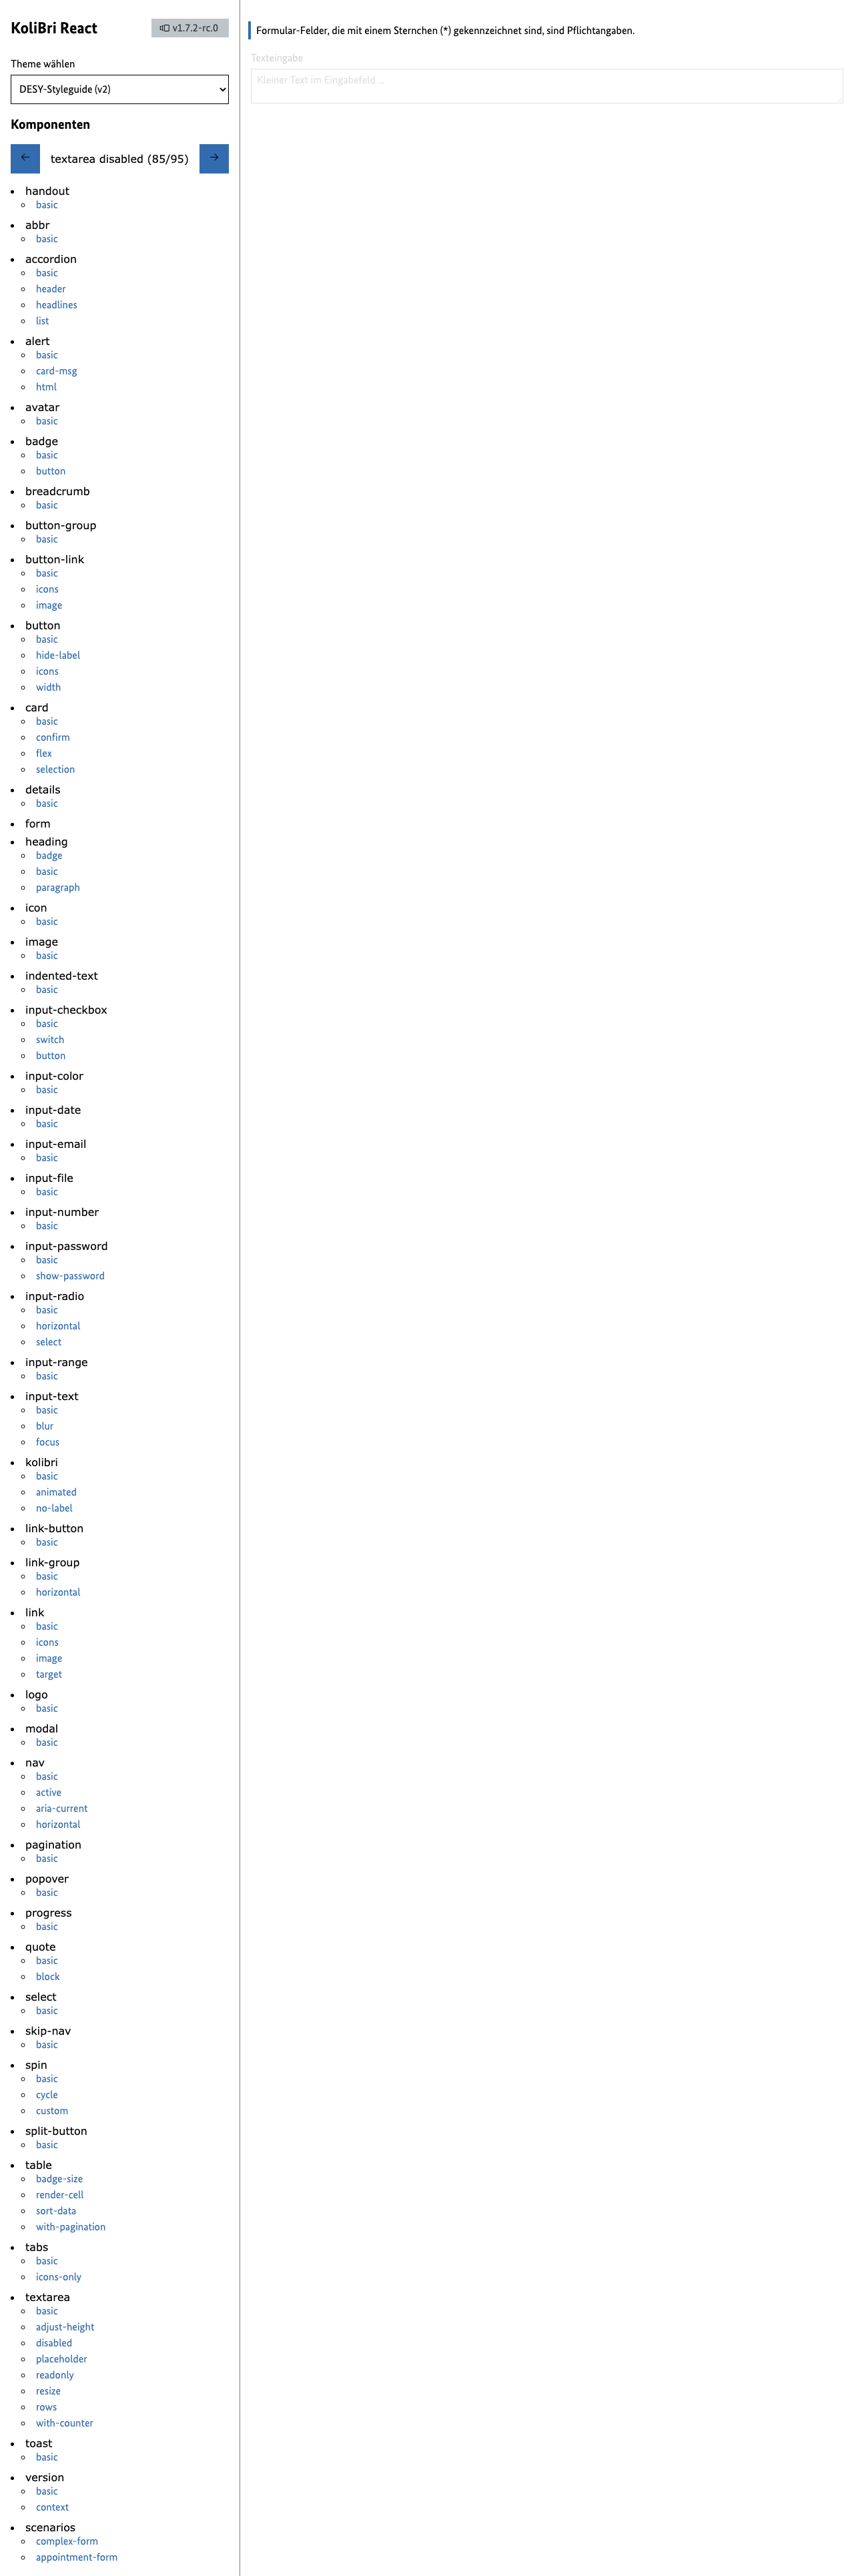 KoliBri React
v1.7.2-rc.0
Theme wählen
DESY-Styleguide (v2)
Komponenten
← textarea disabled (85/95) →
handout
basic
abbr
basic
accordion
basic
header
headlines
list
alert
basic
card-msg
html
avatar
basic
badge
basic
button
breadcrumb
basic
button-group
basic
button-link
basic
icons
image
button
basic
hide-label
icons
width
card
basic
confirm
flex
selection
details
basic
form
heading
badge
basic
paragraph
icon
basic
image
basic
indented-text
basic
input-checkbox
basic
switch
button
input-color
basic
input-date
basic
input-email
basic
input-file
basic
input-number
basic
input-password
basic
show-password
input-radio
basic
horizontal
select
input-range
basic
input-text
basic
blur
focus
kolibri
basic
animated
no-label
link-button
basic
link-group
basic
horizontal
link
basic
icons
image
target
logo
basic
modal
basic
nav
basic
active
aria-current
horizontal
pagination
basic
popover
basic
progress
basic
quote
basic
block
select
basic
skip-nav
basic
spin
basic
cycle
custom
split-button
basic
table
badge-size
render-cell
sort-data
with-pagination
tabs
basic
icons-only
textarea
basic
adjust-height
disabled
placeholder
readonly
resize
rows
with-counter
toast
basic
version
basic
context
scenarios
complex-form
appointment-form
Formular-Felder, die mit einem Sternchen (*) gekennzeichnet sind, sind Pflichtangaben.
Texteingabe
Kleiner Text im Eingabefeld ...